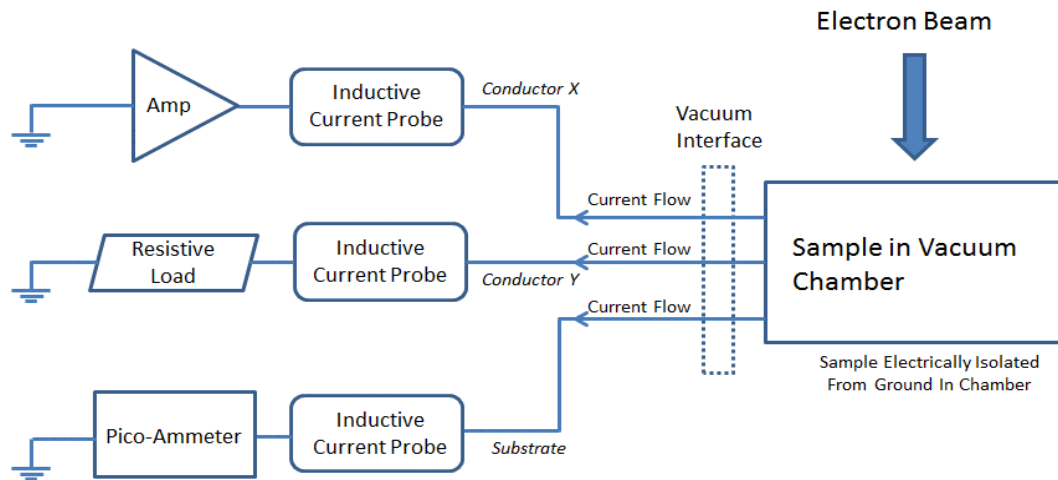 Electron Beam
Amp
Inductive
Current Probe
Conductor X
Vacuum
Interface
Current Flow
Resistive
Load
Inductive
Current Probe
Current Flow
Conductor Y
Sample in Vacuum
Chamber
Current Flow
Sample Electrically Isolated
From Ground In Chamber
Pico-Ammeter
Inductive
Current Probe
Substrate